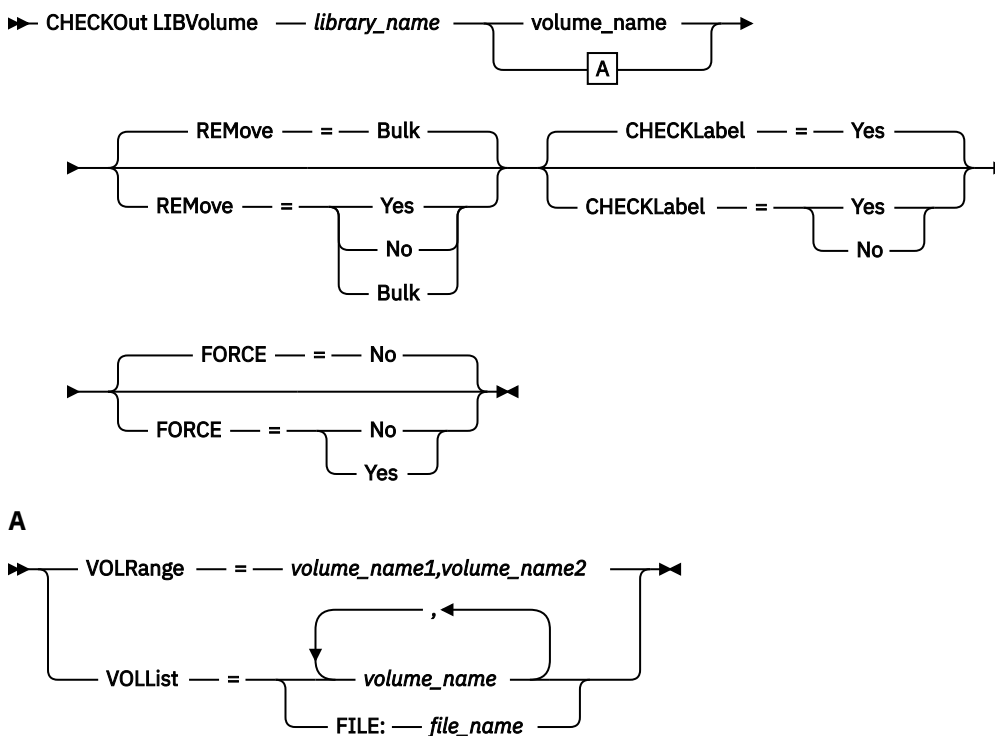 CHECKOut LIBVolume library_name volume_name
A
REMove = Bulk CHECKLabel = Yes
REMove = Yes CHECKLabel = Yes
No No
Bulk
FORCE = No
FORCE = No
Yes
A
VOLRange = volume_name1,volume_name2
,
VOLList = volume_name
FILE: file_name